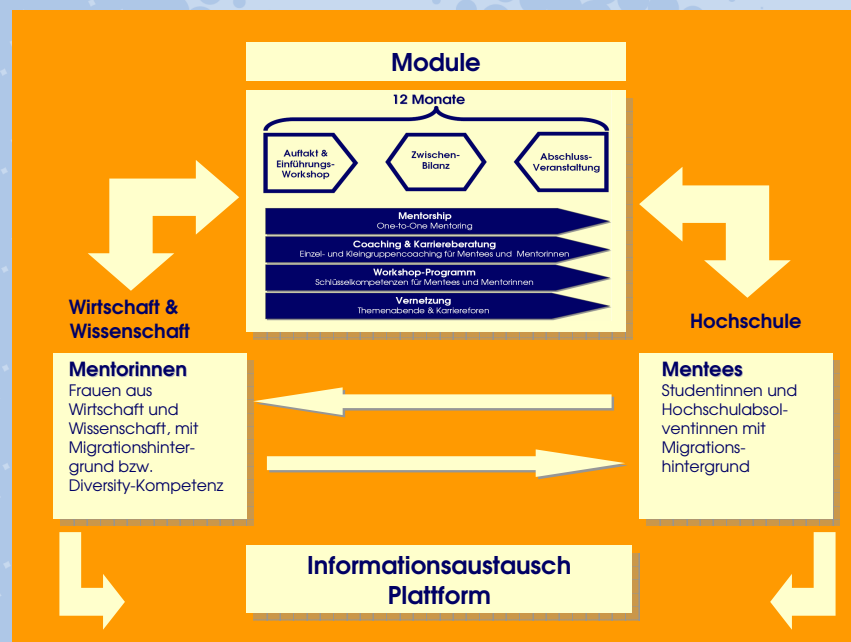 Module
12 Monate
Auftakt &
Einführungs-
Workshop
Zwischen-
Bilanz
Abschluss-
Veranstaltung
Mentorship
One-to-One Mentoring
Coaching & Karriereberatung
Einzel- und Kleingruppencoaching für Mentees und Mentorinnen
Workshop-Programm
Schlüsselkompetenzen für Mentees und Mentorinnen
Vernetzung
Themenabende & Karriereforen
Wirtschaft &
Wissenschaft
Hochschule
Mentorinnen
Frauen aus
Wirtschaft und
Wissenschaft, mit
Migrationshinter-
grund bzw.
Diversity-Kompetenz
Mentees
Studentinnen und
Hochschulabsol-
ventinnen mit
Migrations-
hintergrund
Informationsaustausch
Plattform